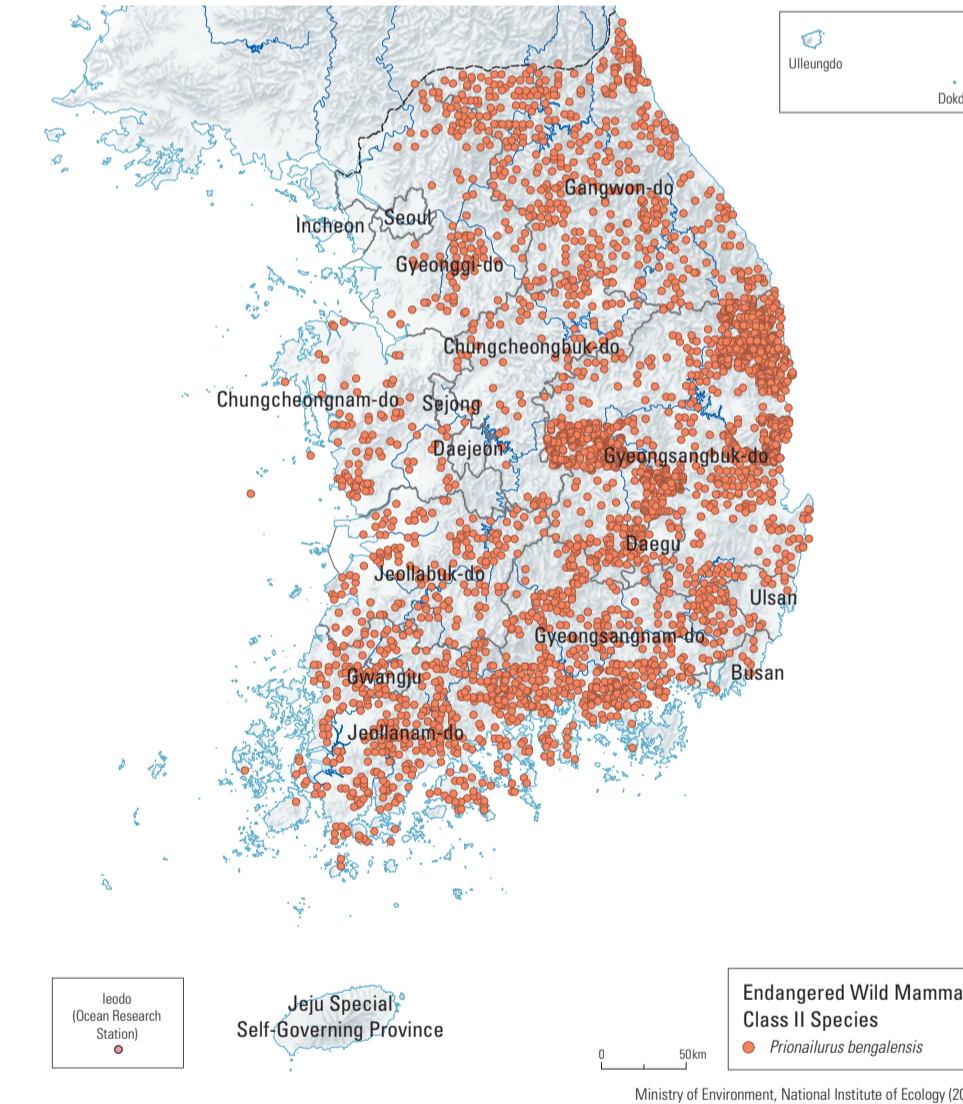 Ulleungdo
Dokd
Gangwon-do
Incheon
Seoul
Gyeonggi-do
Chungcheongbuk-do
Chungcheongnam-do
Sejong
Daejeon
Gyeongsangbuk-do
Daegu
Jeollabuk-do
Ulsan
Gyeongsangnam-do
Gwangju
Busan
Jeollanam-do
Ieodo
(Ocean Research
Station)
Jeju Special
Self-Governing Province
0
50km
Endangered Wild Mamma
Class II Species
Prionailurus bengalensis
Ministry of Environment, National Institute of Ecology (20